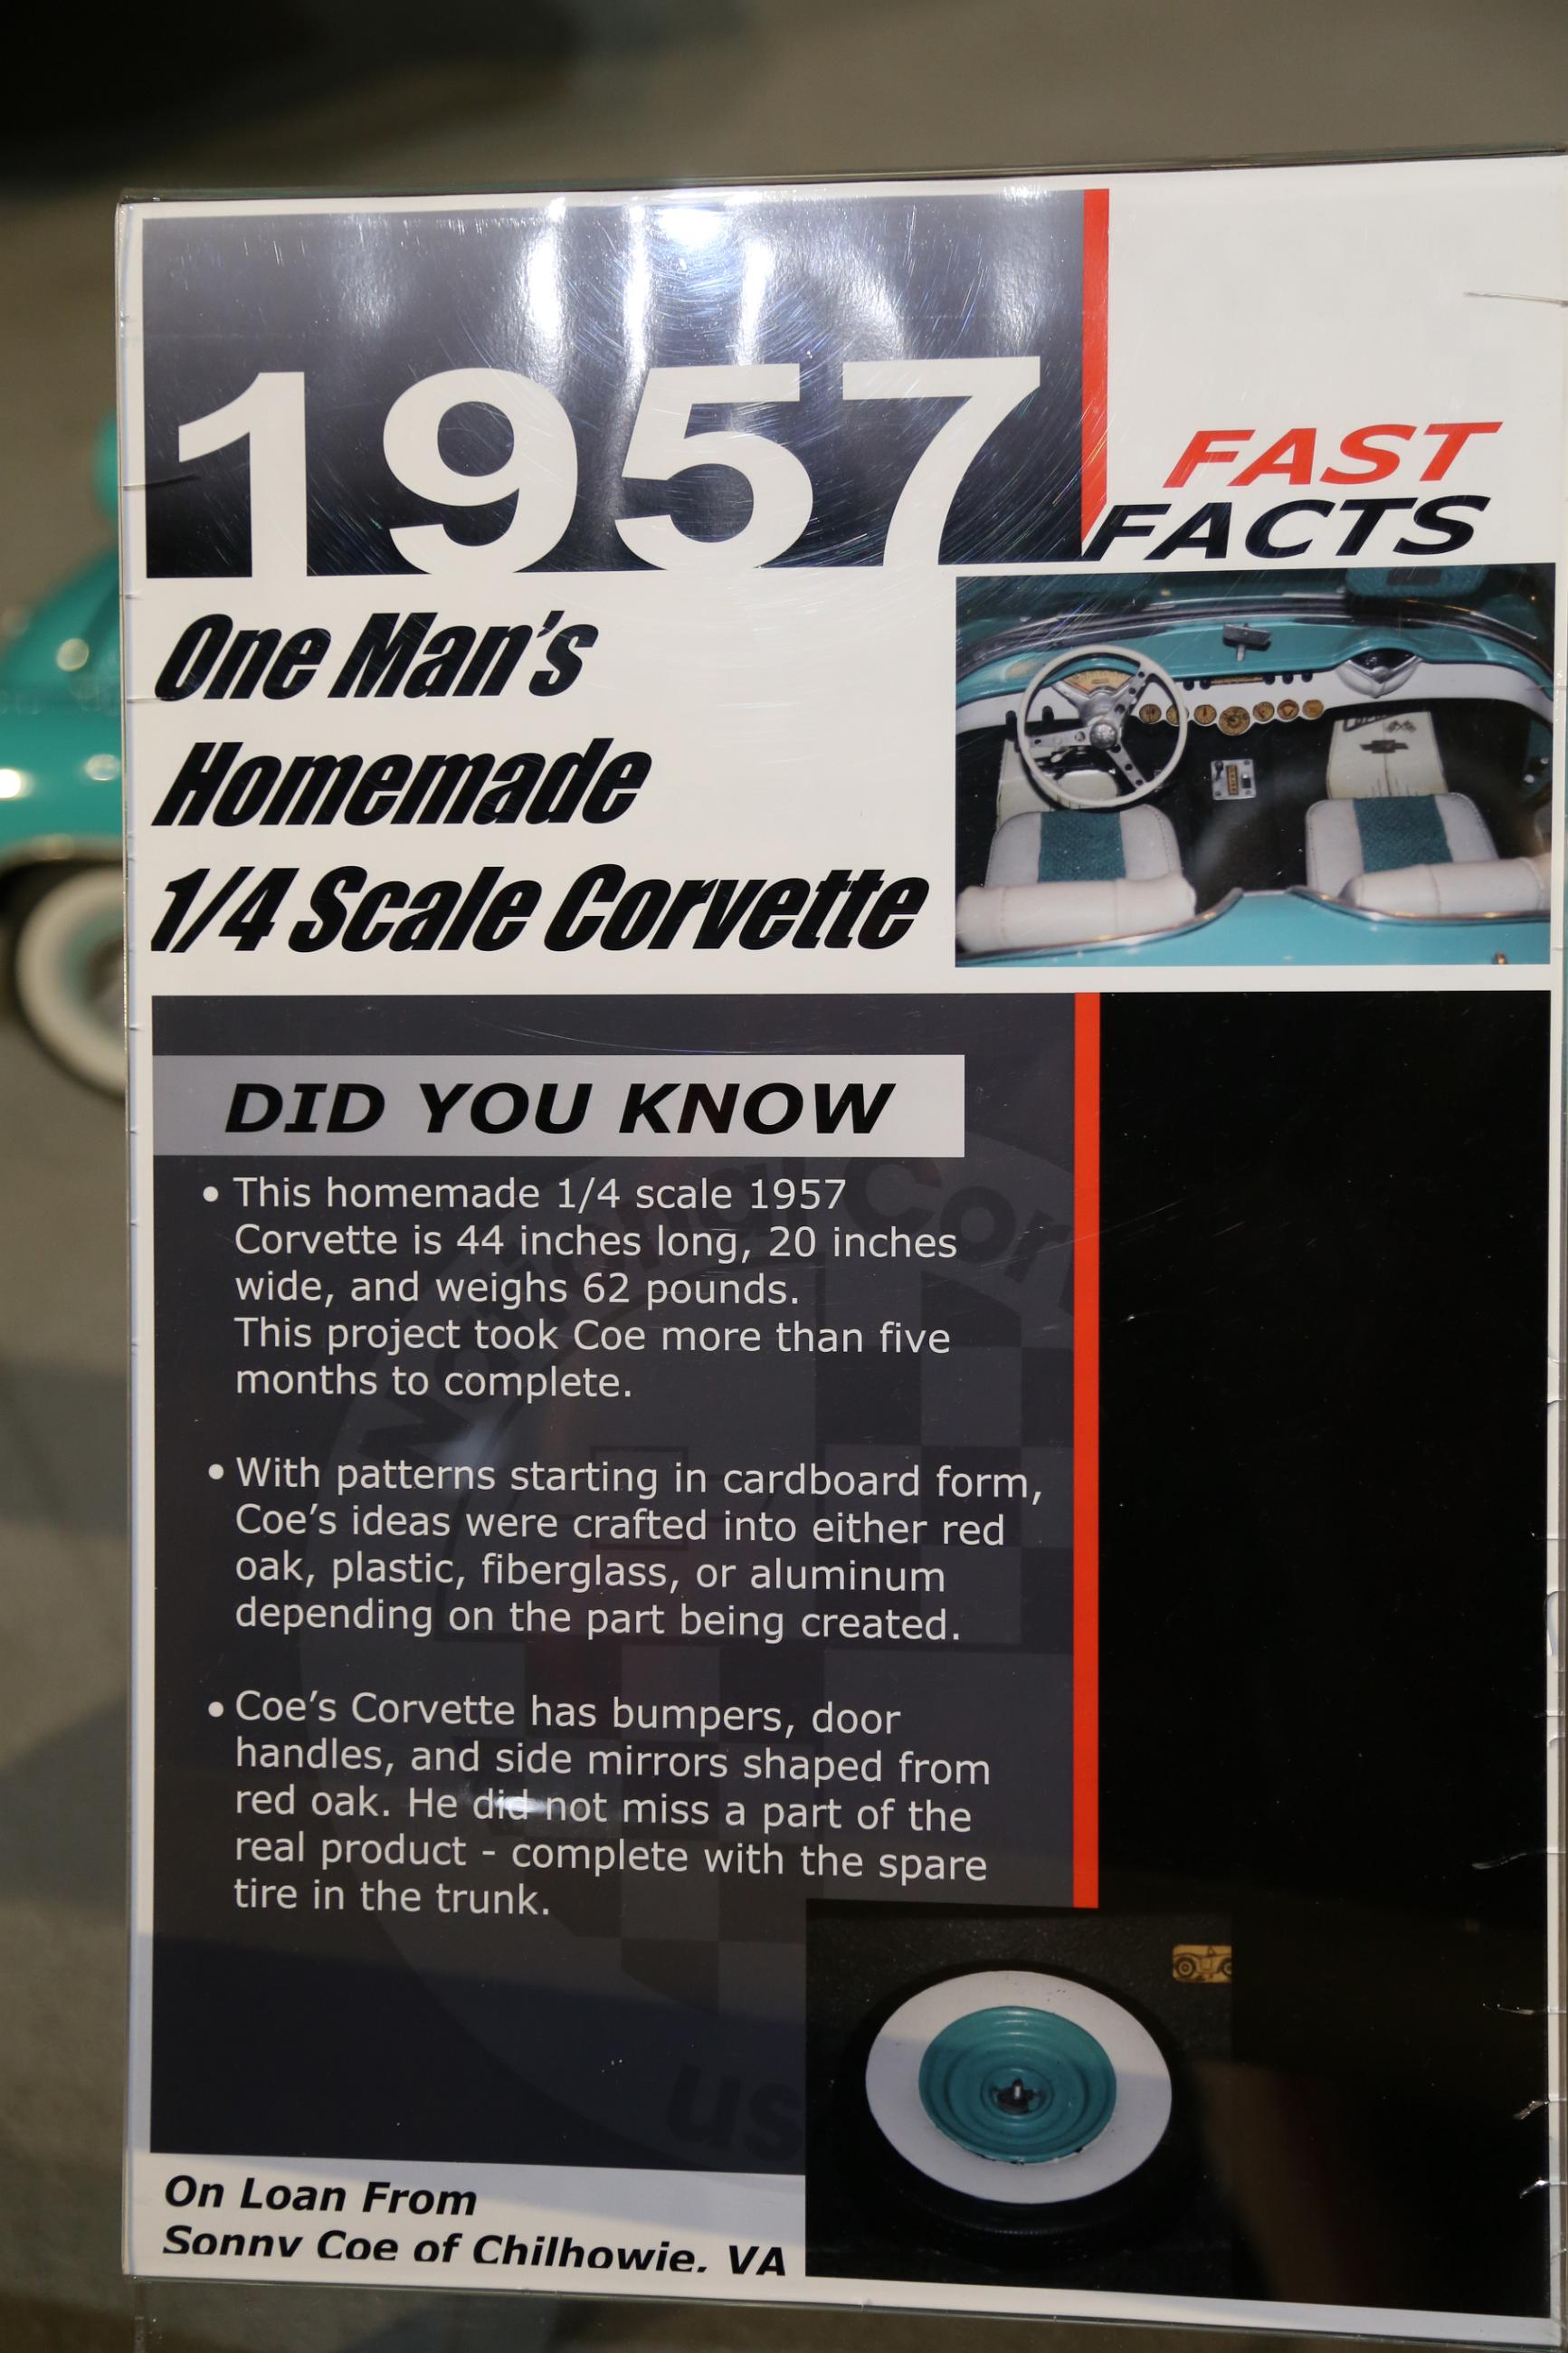 1957
FAST
FACTS
One Man's
Homemade
1/4 Scale Corvette
DID YOU KNOW
• This homemade 1/4 scale 1957
Corvette is 44 inches long, 20 inches
wide, and weighs 62 pounds.
This project took Coe more than five
months to complete.
• With patterns starting in cardboard form,
Coe's ideas were crafted into either red
oak, plastic, fiberglass, or aluminum
depending on the part being created.
• Coe's Corvette has bumpers, door
handles, and side mirrors shaped from
red oak. He did not miss a part of the
real product - complete with the spare
tire in the trunk.
On Loan From
Sonny Coe of Chilhowie, VA